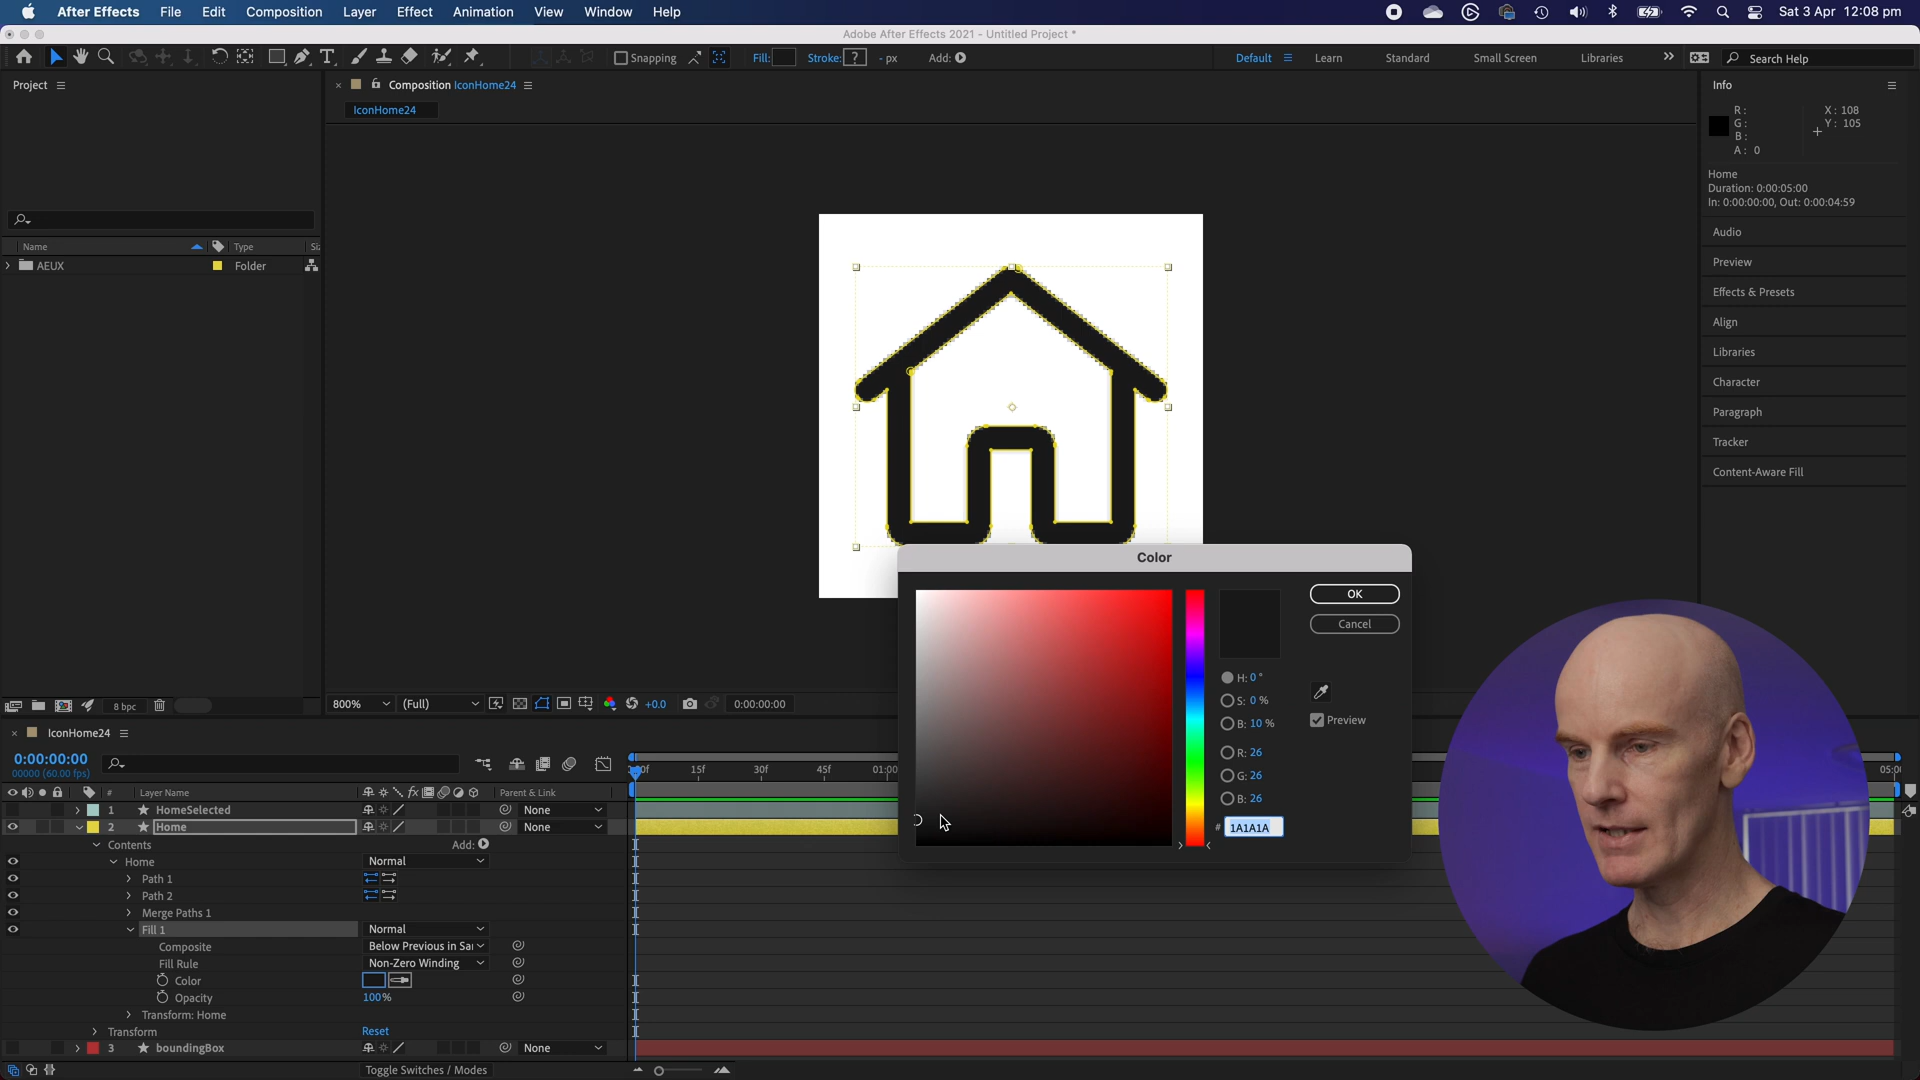 After Effects File Edit Composition Layer Effect Animation View Window Help Sat 3 Apr 12:08 pm
Adobe After Effects 2021 - Untitled Project *
Snapping Fill: Stroke: ? - px Add: Default Learn Standard Small Screen Libraries Search Help
Project Composition IconHome24 Info
IconHome24
R: X: 108
G: Y: 105
B:
A: 0
Home
Duration: 0:00:05:00
In: 0:00:00:00, Out: 0:00:04:59
Name Type Si
AEUX Folder
Audio
Preview
Effects & Presets
Align
Libraries
Character
Paragraph
Tracker
Content-Aware Fill
Color
OK
Cancel
H: 0 °
S: 0 %
B: 10 %
Preview
R: 26
G: 26
B: 26
# 1A1A1A
8 bpc 800% (Full) +0.0 0:00:00:00
IconHome24
0:00:00:00
00000 (60.00 fps)
15f 30f 45f 01:00
# Layer Name fx Parent & Link
1 HomeSelected None
2 Home None
Contents Add:
Home Normal
Path 1
Path 2
Merge Paths 1
Fill 1 Normal
Composite Below Previous in Sa
Fill Rule Non-Zero Winding
Color
Opacity 100%
Transform: Home
Transform Reset
3 boundingBox None
Toggle Switches / Modes